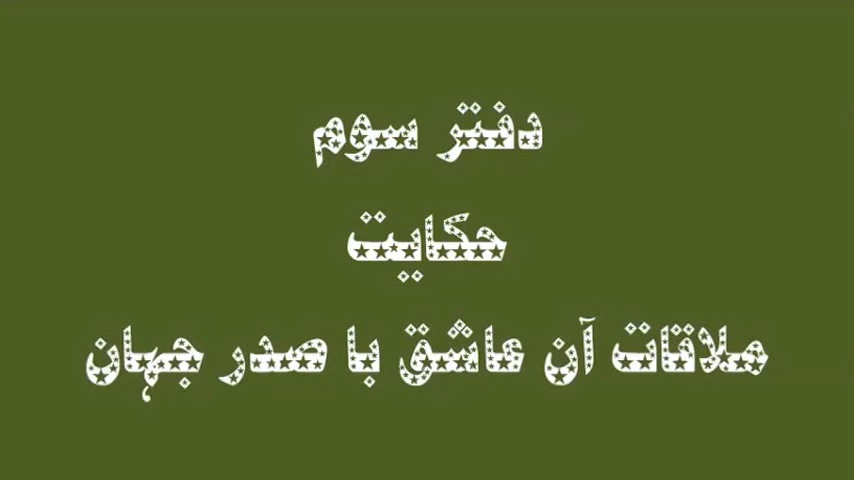 دفتر سوم
حکایت
ملاقات آن عاشق با صدر جهان